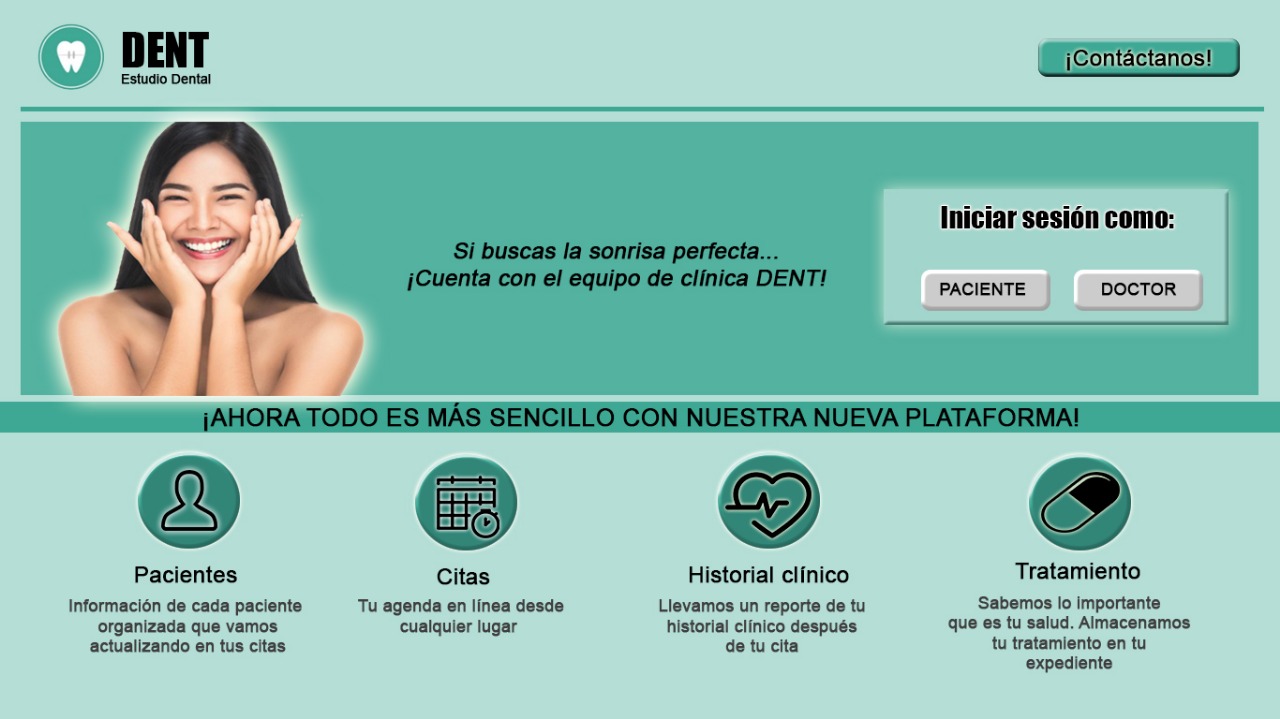 DENT
Estudio Dental
¡Contáctanos!
Si buscas la sonrisa perfecta...
¡Cuenta con el equipo de clínica DENT!
Iniciar sesión como:
PACIENTE
DOCTOR
¡AHORA TODO ES MÁS SENCILLO CON NUESTRA NUEVA PLATAFORMA!
Pacientes
Información de cada paciente
organizada que vamos
actualizando en tus citas
Citas
Tu agenda en línea desde
cualquier lugar
Historial clínico
Llevamos un reporte de tu
historial clínico después
de tu cita
Tratamiento
Sabemos lo importante
que es tu salud. Almacenamos
tu tratamiento en tu
expediente